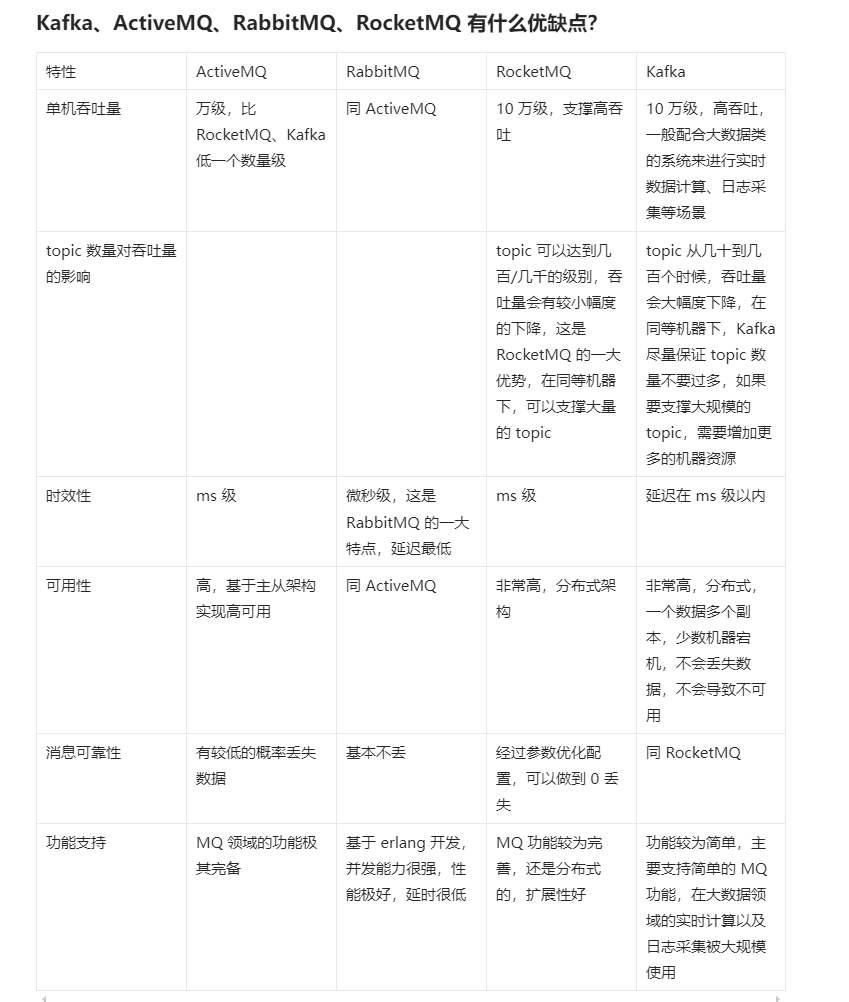 Kafka、ActiveMQ、RabbitMQ、RocketMQ 有什么优缺点？
特性
ActiveMQ
RabbitMQ
RocketMQ
Kafka
单机吞吐量
万级，比
RocketMQ、Kafka
低一个数量级
同 ActiveMQ
10 万级，支撑高吞
吐
10 万级，高吞吐，
一般配合大数据类
的系统来进行实时
数据计算、日志采
集等场景
topic 数量对吞吐量
的影响
topic 可以达到几
百/几千的级别，吞
吐量会有较小幅度
的下降，这是
RocketMQ 的一大
优势，在同等机器
下，可以支撑大量
的 topic
topic 从几十到几
百个时候，吞吐量
会大幅度下降，在
同等机器下，Kafka
尽量保证 topic 数
量不要过多，如果
要支撑大规模的
topic，需要增加更
多的机器资源
时效性
ms 级
微秒级，这是
RabbitMQ 的一大
特点，延迟最低
ms 级
延迟在 ms 级以内
可用性
高，基于主从架构
实现高可用
同 ActiveMQ
非常高，分布式架
构
非常高，分布式，
一个数据多个副
本，少数机器宕
机，不会丢失数
据，不会导致不可
用
消息可靠性
有较低的概率丢失
数据
基本不丢
经过参数优化配
置，可以做到 0 丢
失
同 RocketMQ
功能支持
MQ 领域的功能极
其完备
基于 erlang 开发，
并发能力很强，性
能极好，延时很低
MQ 功能较为完
善，还是分布式
的，扩展性好
功能较为简单，主
要支持简单的 MQ
功能，在大数据领
域的实时计算以及
日志采集被大规模
使用